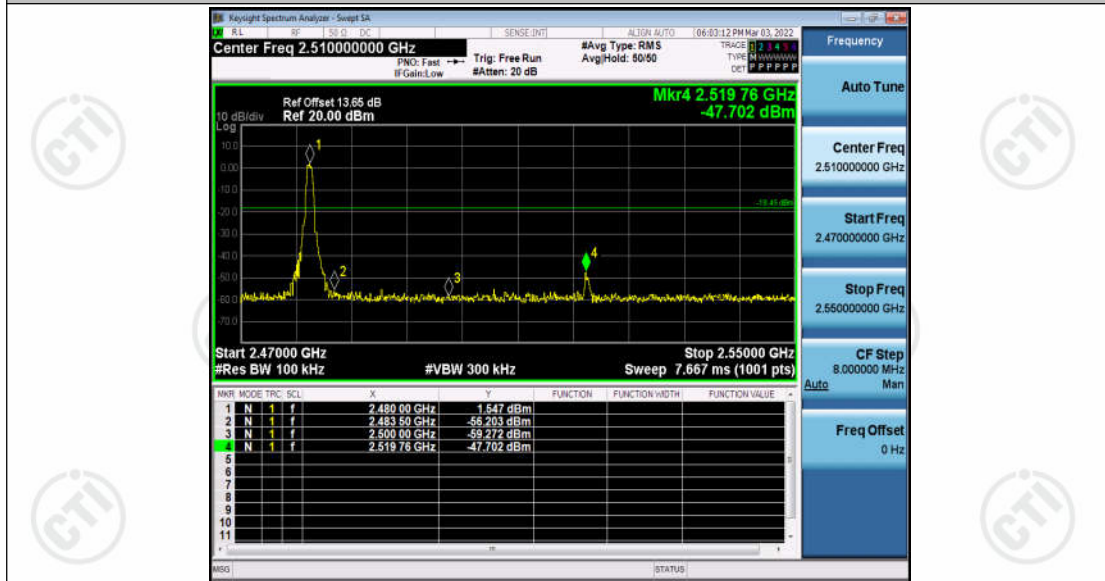 Keysight Spectrum Analyzer - Swept SA
RL RF 50 Ω DC SENSE:INT ALIGN AUTO 06:03:12 PM Mar 03, 2022
Center Freq 2.510000000 GHz
PNO: Fast
IFGain:Low
Trig: Free Run
#Atten: 20 dB
#Avg Type: RMS
Avg|Hold: 50/50
TRACE 1 2 3 4 5 6
TYPE M W W W W W
DET P P P P P P
Frequency
Auto Tune
Center Freq
2.510000000 GHz
Start Freq
2.470000000 GHz
Stop Freq
2.550000000 GHz
CF Step
8.000000 MHz
Auto Man
Freq Offset
0 Hz
Mkr4 2.519 76 GHz
-47.702 dBm
Ref Offset 13.65 dB
10 dB/div Ref 20.00 dBm
Log
10.0
0.00
-10.0
-20.0
-30.0
-40.0
-50.0
-60.0
-70.0
1
2
3
4
-18.45 dBm
Start 2.47000 GHz Stop 2.55000 GHz
#Res BW 100 kHz #VBW 300 kHz Sweep 7.667 ms (1001 pts)
MKR MODE TRC SCL X Y FUNCTION FUNCTION WIDTH FUNCTION VALUE
1 N 1 f 2.480 00 GHz 1.547 dBm
2 N 1 f 2.483 50 GHz -56.203 dBm
3 N 1 f 2.500 00 GHz -59.272 dBm
4 N 1 f 2.519 76 GHz -47.702 dBm
5
6
7
8
9
10
11
MSG STATUS
CTI
CTI
CTI
CTI